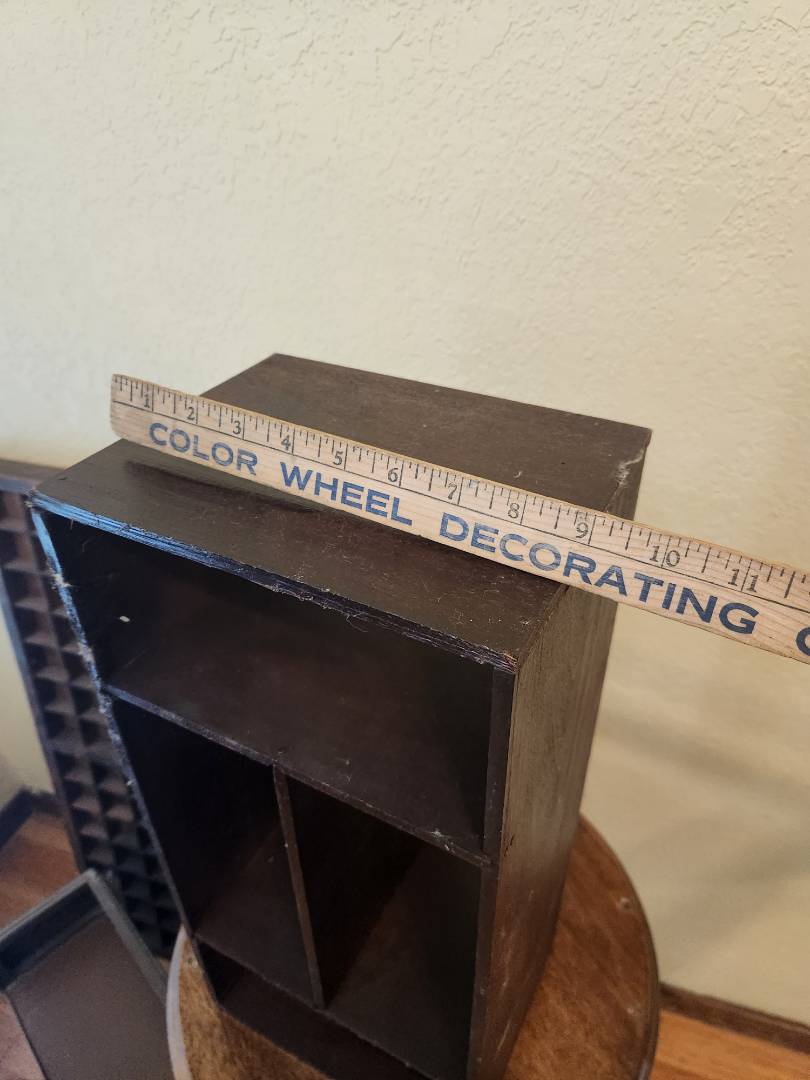 1 2 3 4 5 6 7 8 9 10 11
COLOR WHEEL DECORATING